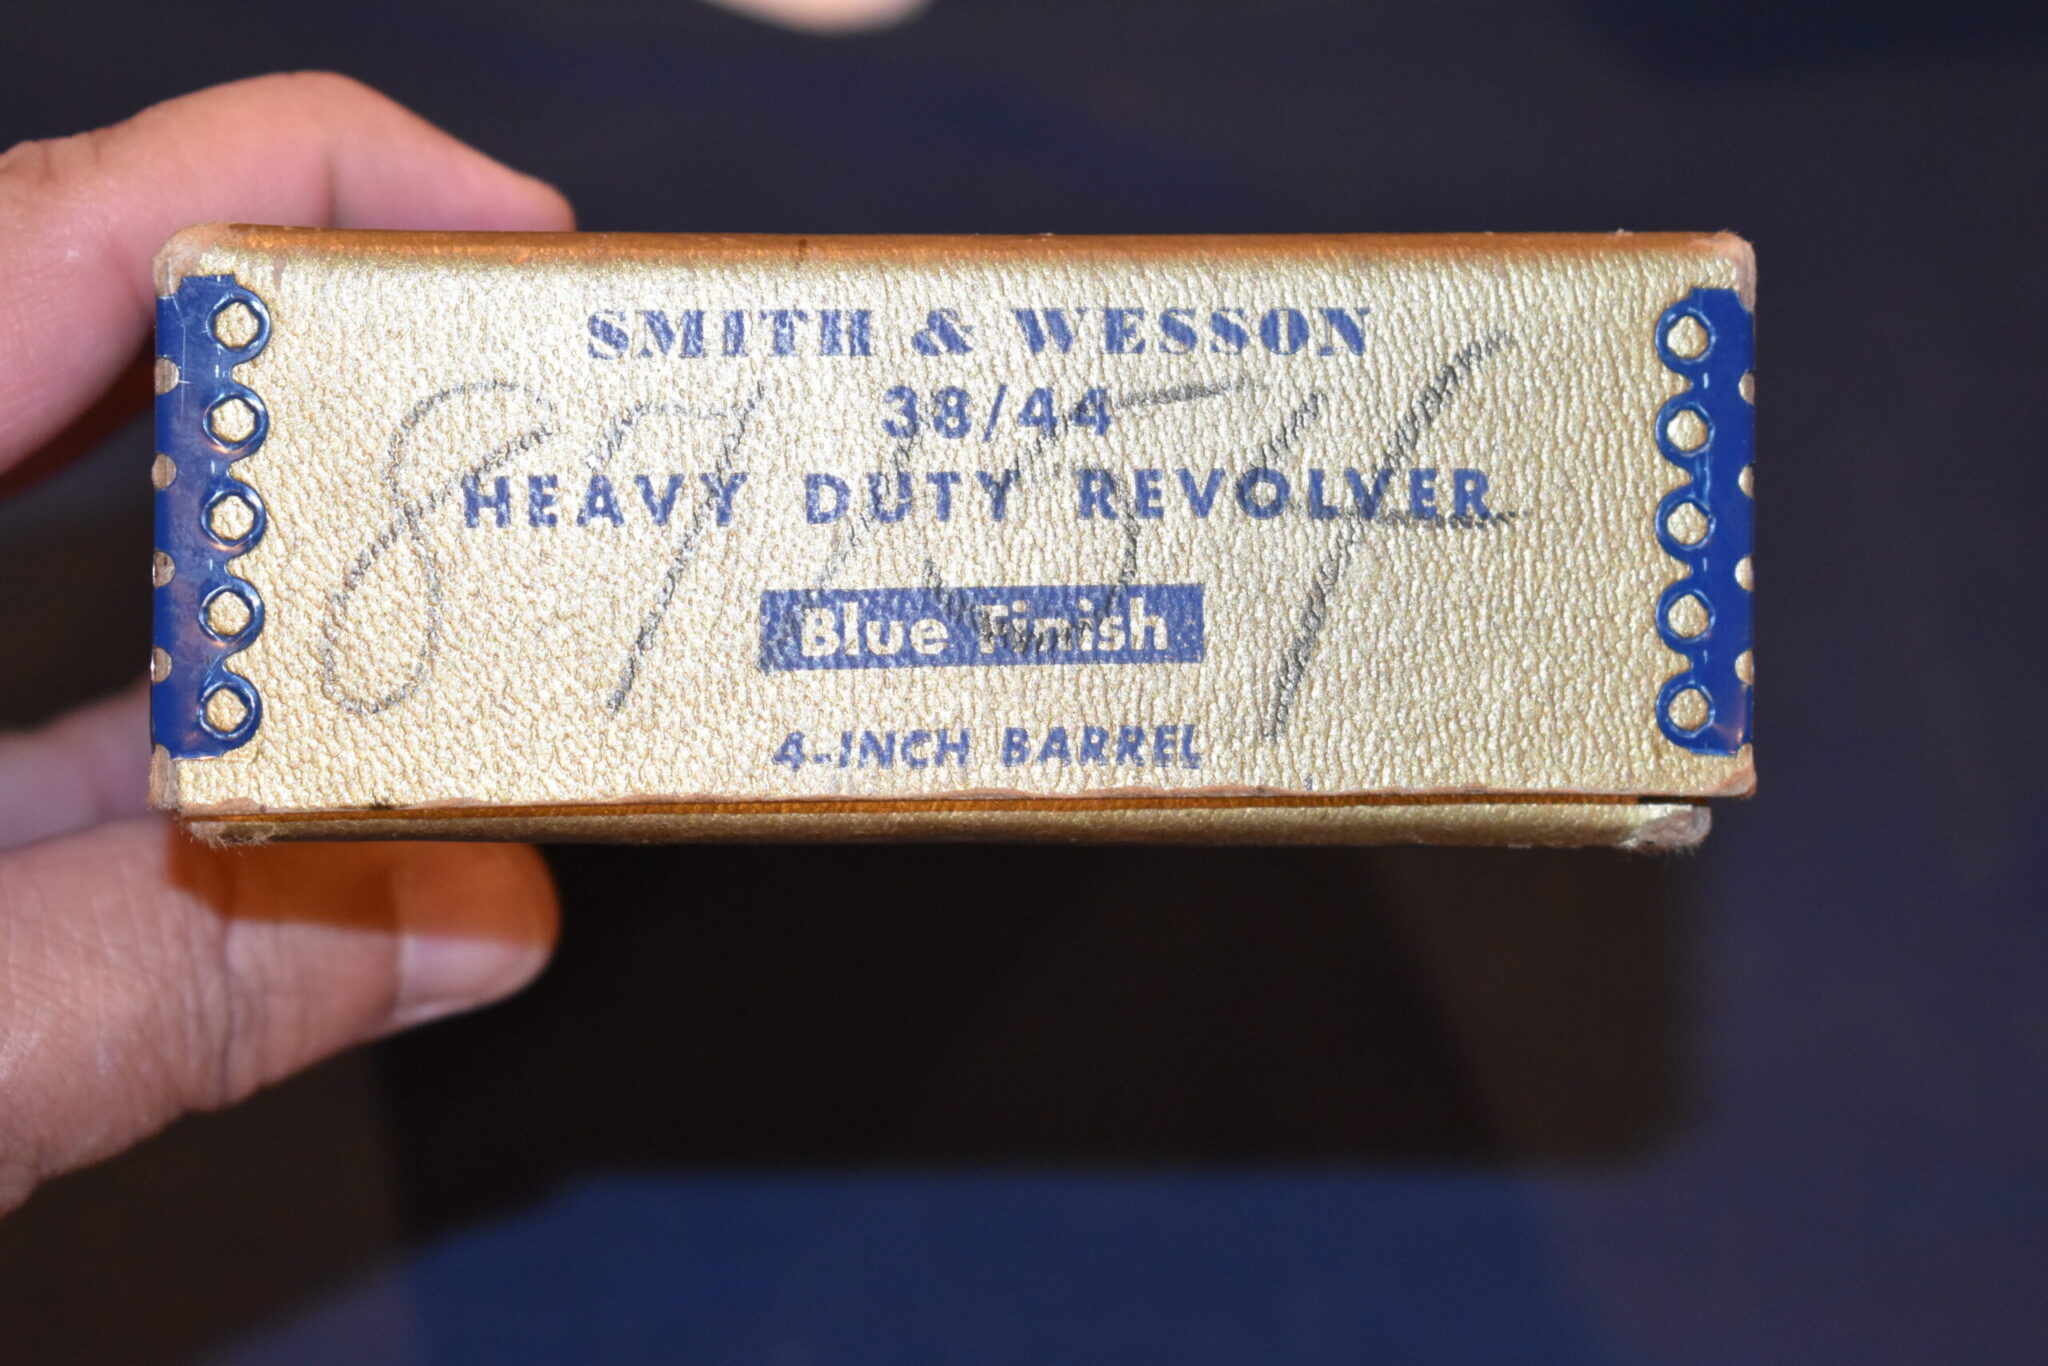 SMITH & WESSON
38/44
HEAVY DUTY REVOLVER
Blue Finish
4-INCH BARREL